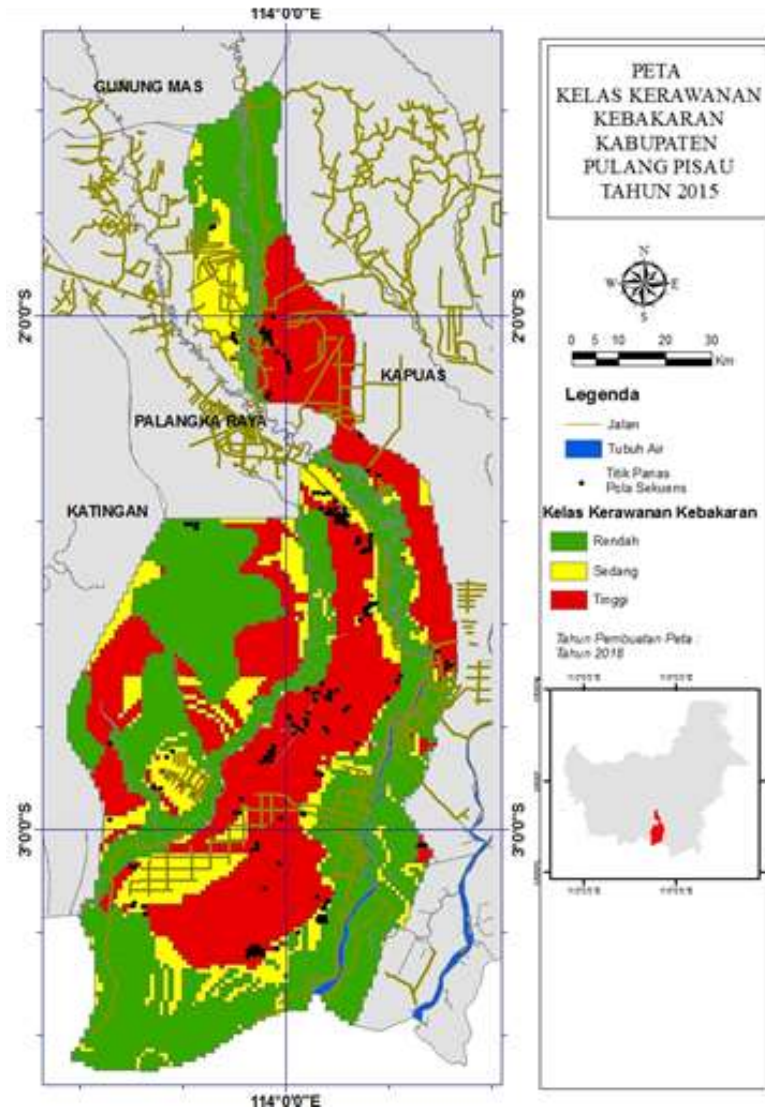 114°0'0"E
GUNUNG MAS
2°0'0"S
2°0'0"S
KAPUAS
PALANGKA RAYA
KATINGAN
3°0'0"S
3°0'0"S
114°0'0"E
PETA
KELAS KERAWANAN
KEBAKARAN
KABUPATEN
PULANG PISAU
TAHUN 2015
N
W E
S
0 5 10 20 30
Km
Legenda
Jalan
Tubuh Air
Titik Panas
Pola Sekuens
Kelas Kerawanan Kebakaran
Rendah
Sedang
Tinggi
Tahun Pembuatan Peta :
Tahun 2018